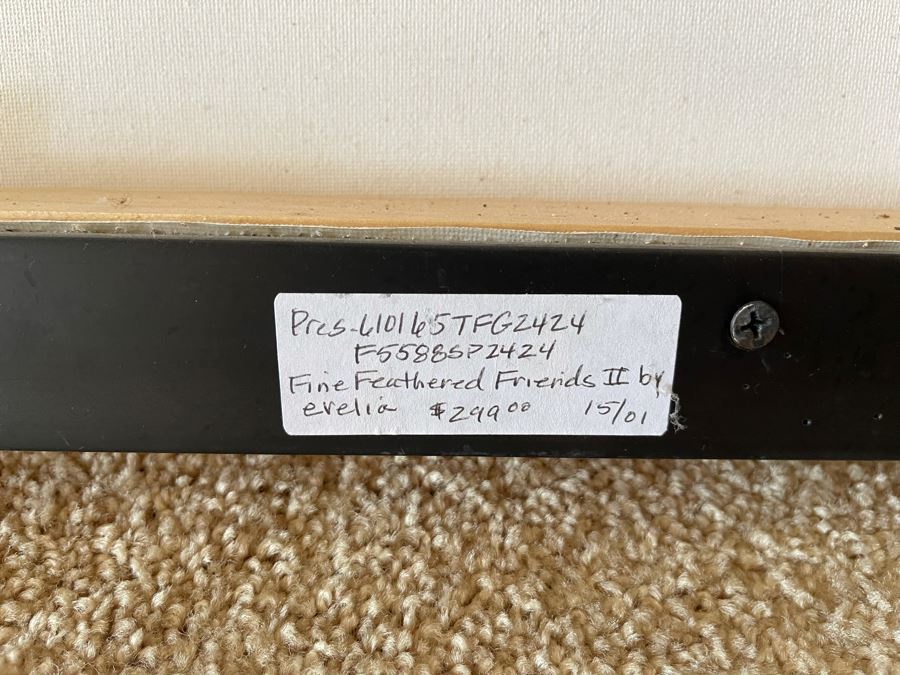 Pres-610165TFG2424
F5588SP2424
Fine Feathered Friends II by
evelia $299.00 15/01